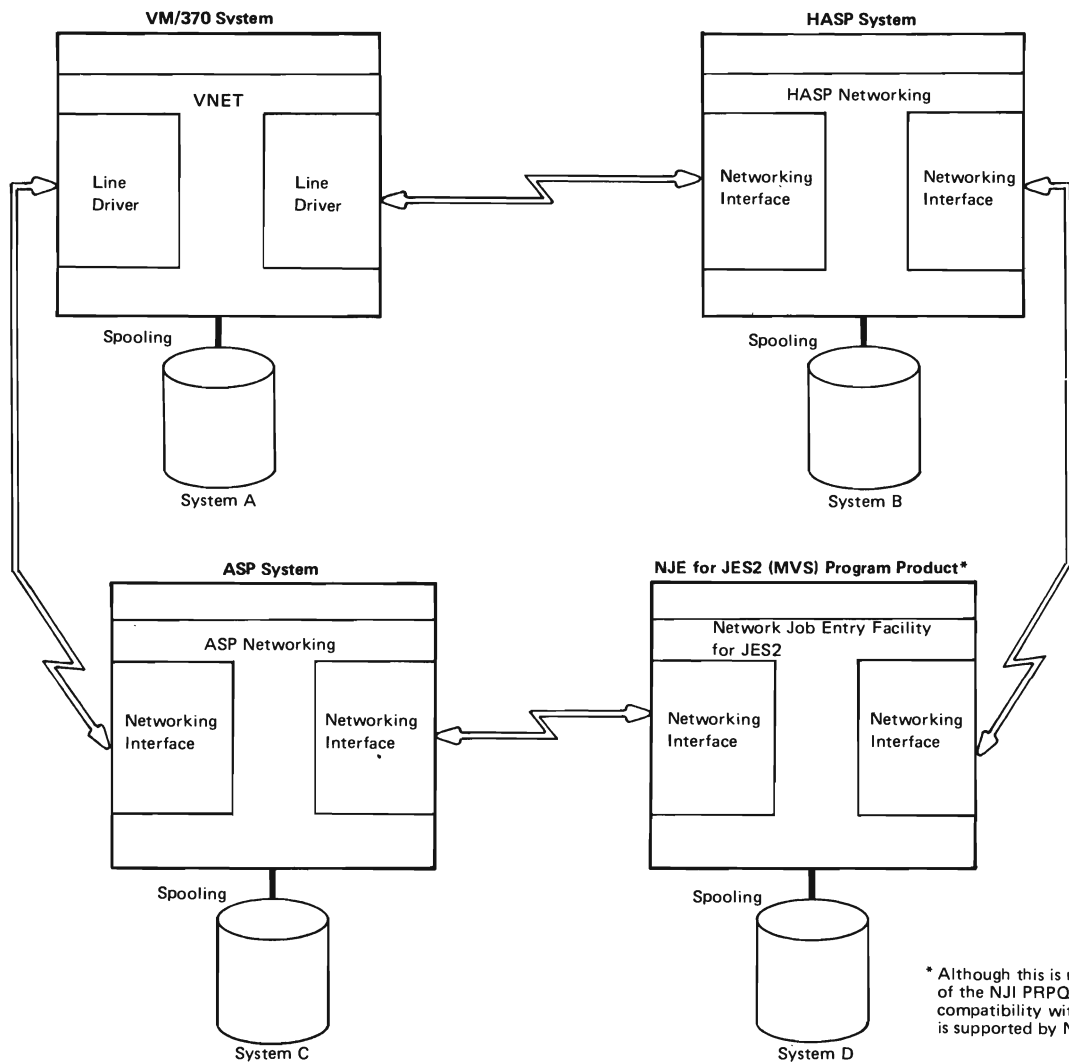 VM/370 System
VNET
Line
Driver
Line
Driver
Spooling
System A
HASP System
HASP Networking
Networking
Interface
Networking
Interface
Spooling
System B
ASP System
ASP Networking
Networking
Interface
Networking
Interface
Spooling
System C
NJE for JES2 (MVS) Program Product*
Network Job Entry Facility
for JES2
Networking
Interface
Networking
Interface
Spooling
System D
* Although this is
of the NJI PRPQ
compatibility
is supported by